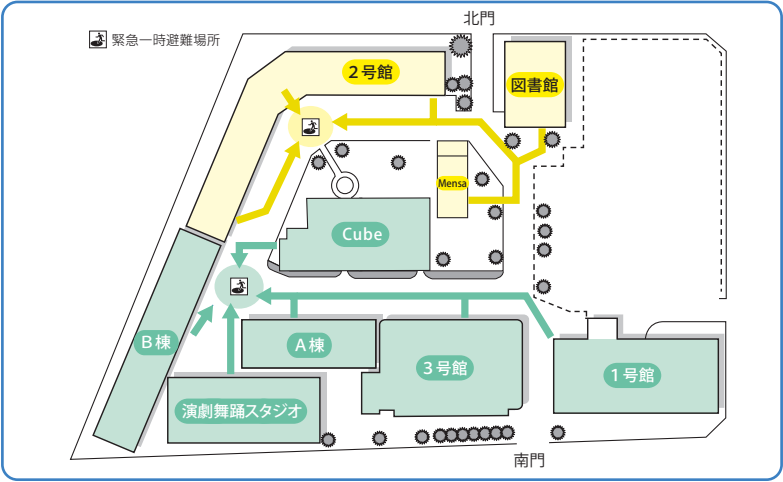 北門
緊急一時避難場所
2号館
図書館
Mensa
Cube
B棟
A棟
3号館
1号館
演劇舞踊スタジオ
南門